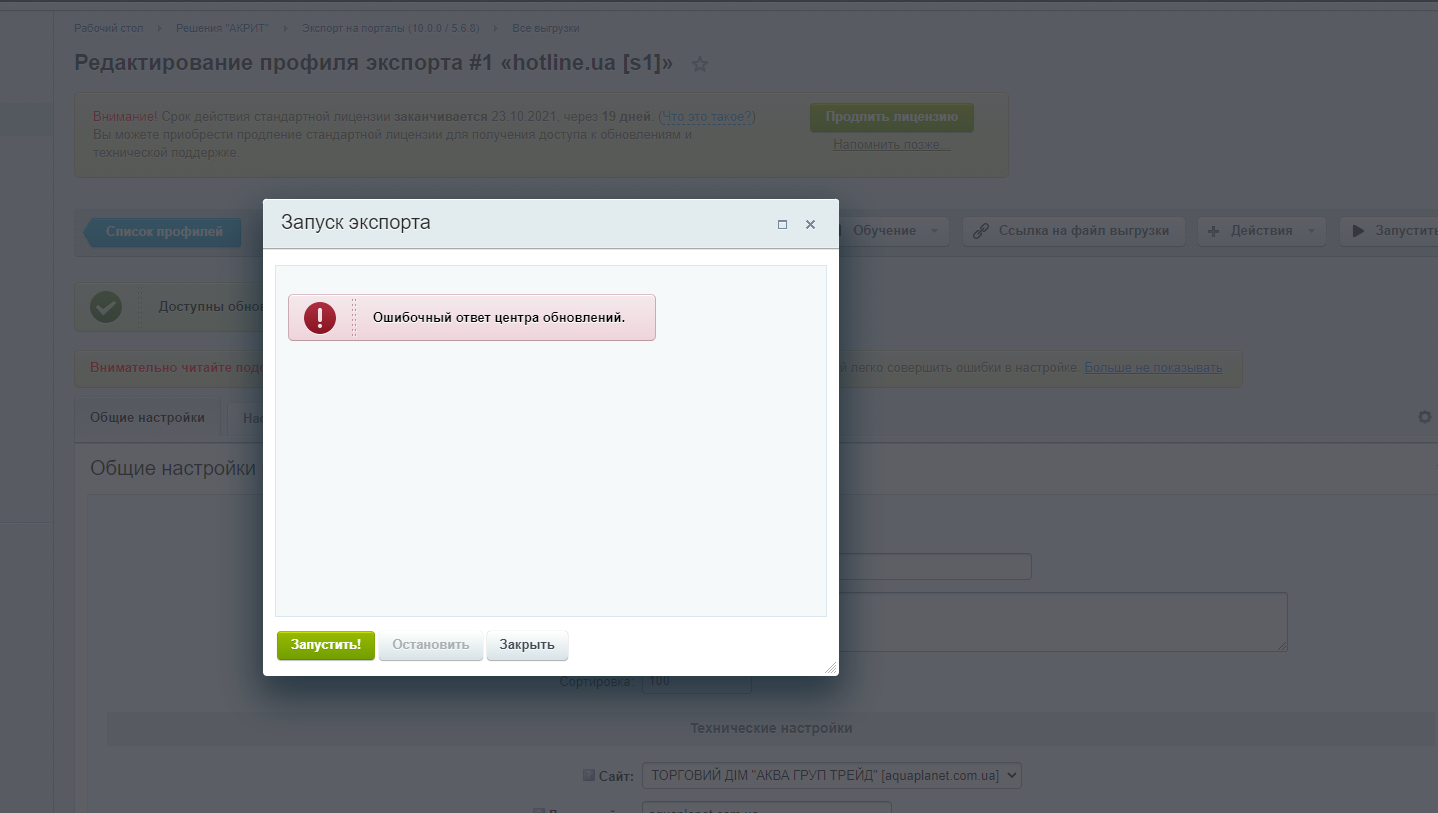 Рабочий стол Решения "АКРИТ" Экспорт на порталы (10.0.0 / 5.6.8) Все выгрузки
Редактирование профиля экспорта #1 «hotline.ua [s1]»
Внимание! Срок действия стандартной лицензии заканчивается 23.10.2021, через 19 дней. (Что это такое?)
Вы можете приобрести продление стандартной лицензии для получения доступа к обновлениям и
технической поддержке.
Продлить лицензию
Напомнить позже...
Список профилей
Обучение
Ссылка на файл выгрузки
Действия
Запустить
Запуск экспорта
Доступны обно
Ошибочный ответ центра обновлений.
Внимательно читайте под
легко совершить ошибки в настройке. Больше не показывать
Общие настройки
Нас
Общие настройки
Запустить!
Остановить
Закрыть
Сортировка: 100
Технические настройки
Сайт: ТОРГОВИЙ ДІМ "АКВА ГРУП ТРЕЙД" [aquaplanet.com.ua]